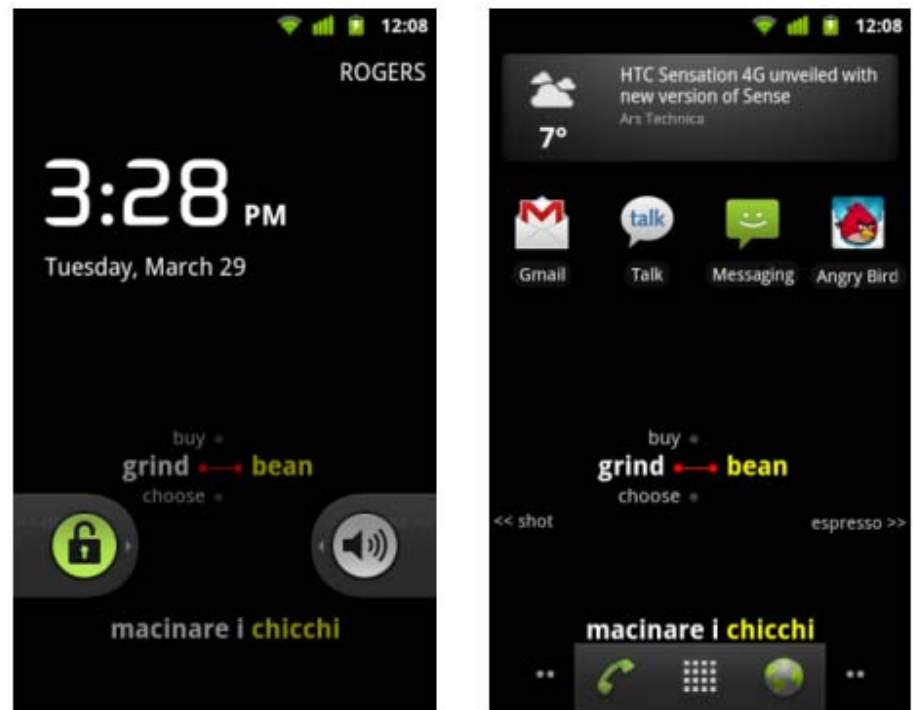 12:08
ROGERS
3:28 PM
Tuesday, March 29
buy
grind bean
choose
macinare i chicchi
12:08
HTC Sensation 4G unveiled with
new version of Sense
Ars Technica
7°
talk
Gmail Talk Messaging Angry Bird
buy
grind bean
choose
<< shot espresso >>
macinare i chicchi